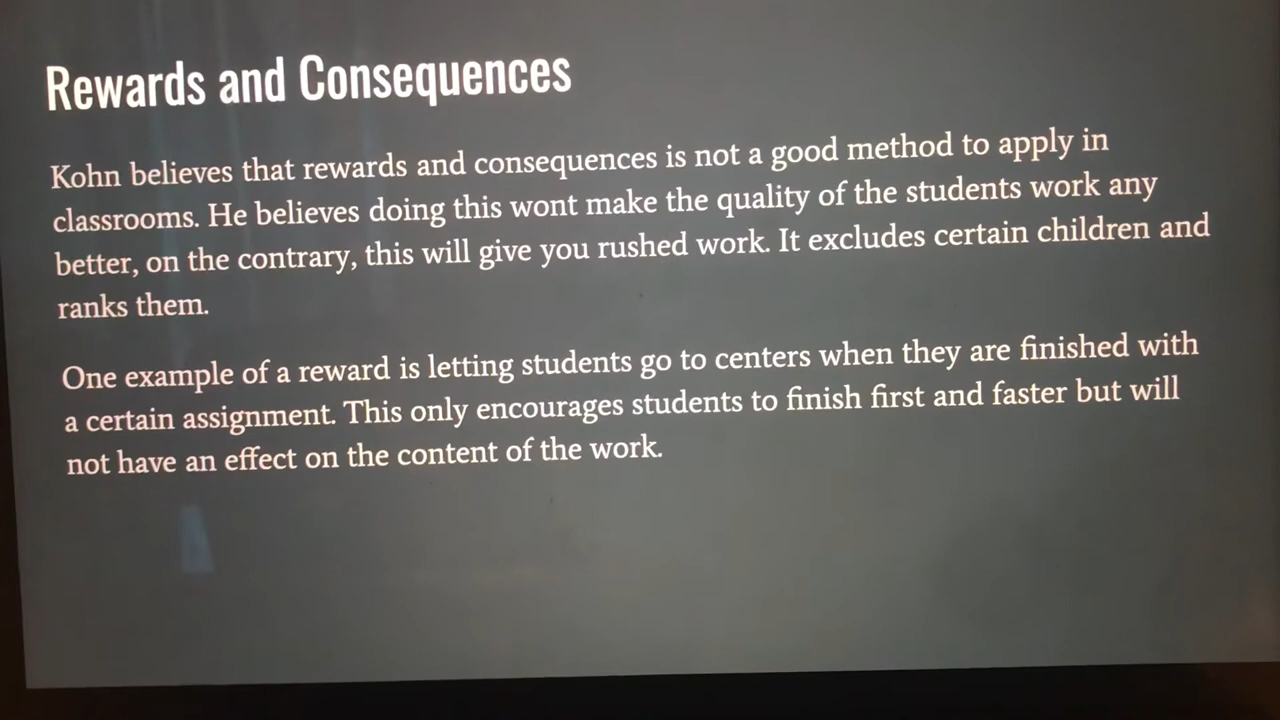 Rewards and Consequences
Kohn believes that rewards and consequences is not a good method to apply in
classrooms. He believes doing this wont make the quality of the students work any
better, on the contrary, this will give you rushed work. It excludes certain children and
ranks them.
One example of a reward is letting students go to centers when they are finished with
a certain assignment. This only encourages students to finish first and faster but will
not have an effect on the content of the work.